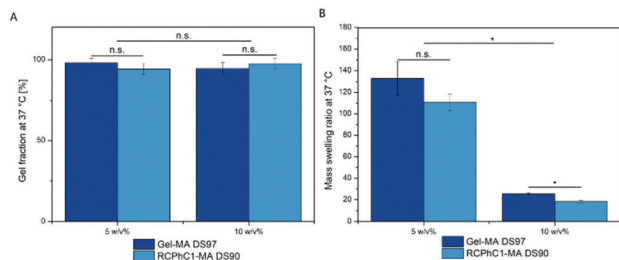 A
n.s.
n.s.
n.s.
Gel fraction at 37 °C [%]
100
50
0
5 w/v%
10 w/v%
Gel-MA DS97
RCPhC1-MA DS90
B
*
n.s.
*
Mass swelling ratio at 37 °C
180
160
140
120
100
80
60
40
20
0
5 w/v%
10 w/v%
Gel-MA DS97
RCPhC1-MA DS90